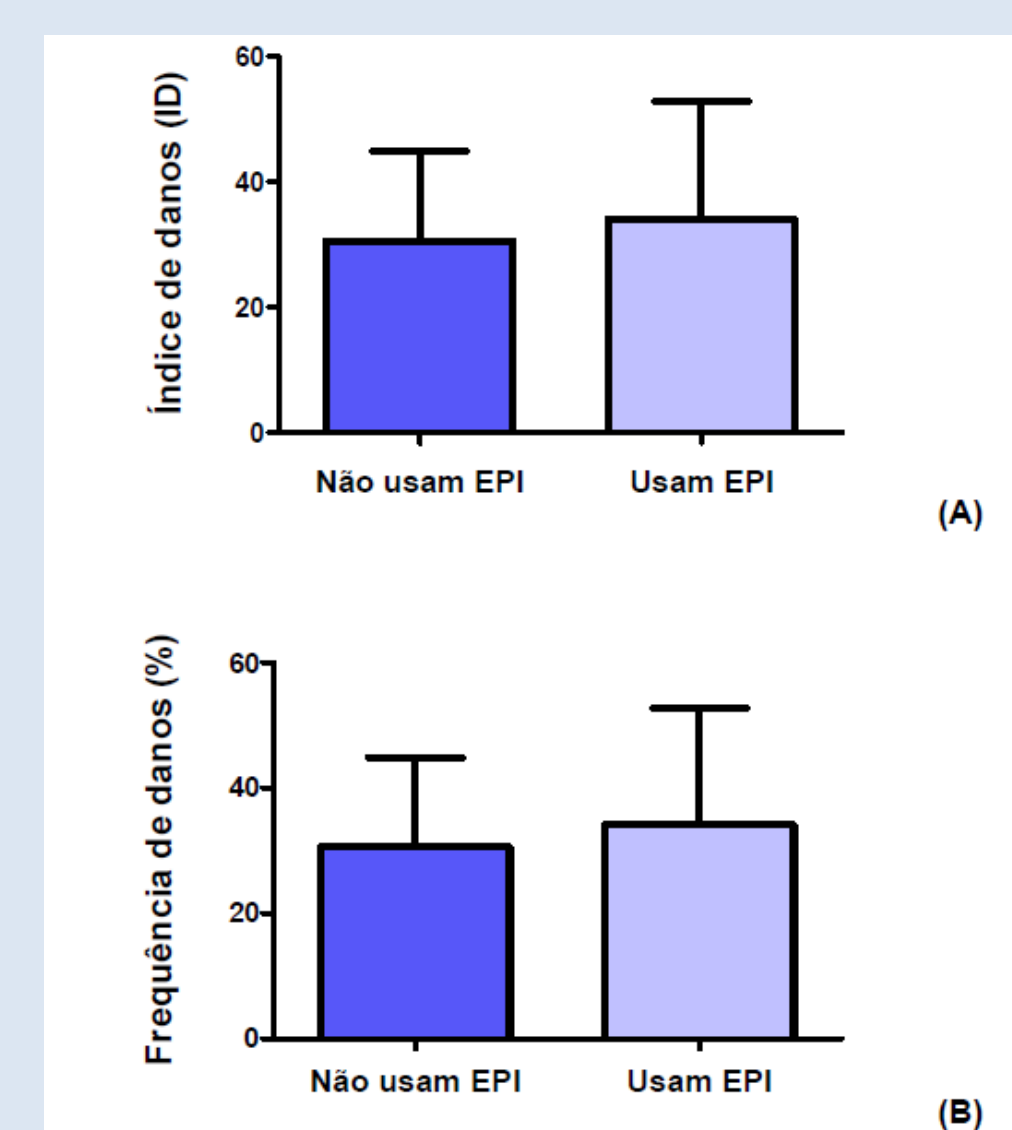 Índice de danos (ID)
60
40
20
0
Não usam EPI
Usam EPI
(A)
Frequência de danos (%)
60
40
20
0
Não usam EPI
Usam EPI
(B)